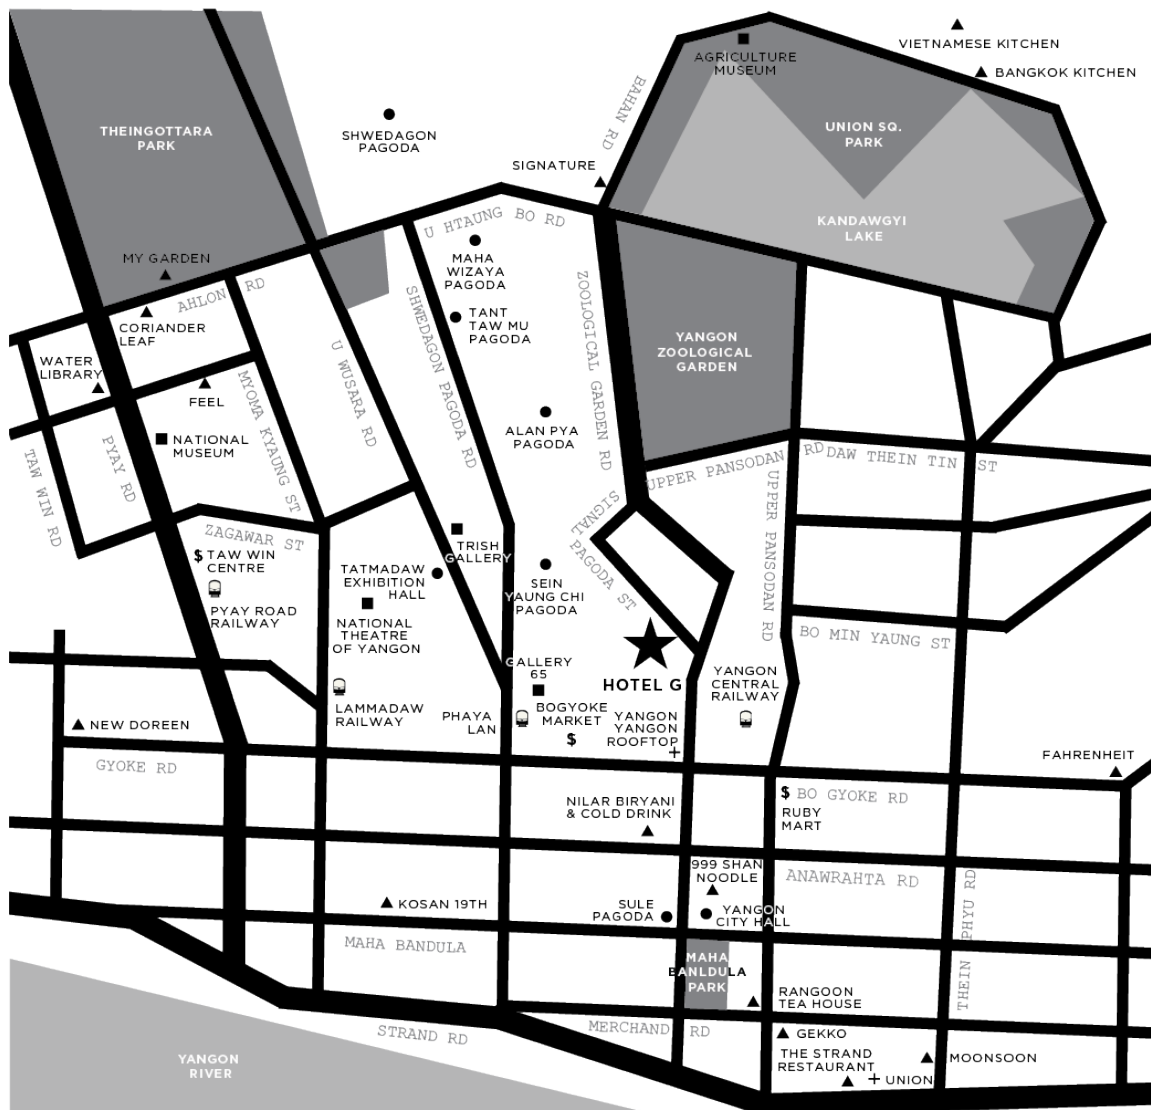 VIETNAMESE KITCHEN
AGRICULTURE
MUSEUM
BANGKOK KITCHEN
BAHAN RD
THEINGOTTARA
PARK
SHWEDAGON
PAGODA
UNION SQ.
PARK
SIGNATURE
KANDAWGYI
LAKE
U HTAUNG BO RD
MY GARDEN
MAHA
WIZAYA
PAGODA
AHLON RD
CORIANDER
LEAF
TANT
TAW MU
PAGODA
ZOOLOGICAL GARDEN RD
SHWEDAGON PAGODA RD
U WUSARA RD
YANGON
ZOOLOGICAL
GARDEN
WATER
LIBRARY
FEEL
MYOMA KYAUNG ST
ALAN PYA
PAGODA
NATIONAL
MUSEUM
PYAY RD
TAW WIN RD
UPPER PANSODAN RD
DAW THEIN TIN ST
UPPER PANSODAN RD
SIGNAL
PAGODA ST
ZAGAWAR ST
$ TAW WIN
CENTRE
TRISH
GALLERY
TATMADAW
EXHIBITION
HALL
SEIN
YAUNG CHI
PAGODA
PYAY ROAD
RAILWAY
NATIONAL
THEATRE
OF YANGON
BO MIN YAUNG ST
GALLERY
65
HOTEL G
YANGON
CENTRAL
RAILWAY
LAMMADAW
RAILWAY
PHAYA
LAN
BOGYOKE
MARKET
$
YANGON
YANGON
ROOFTOP
NEW DOREEN
GYOKE RD
FAHRENHEIT
$ BO GYOKE RD
RUBY
MART
NILAR BIRYANI
& COLD DRINK
999 SHAN
NOODLE
ANAWRAHTA RD
KOSAN 19TH
SULE
PAGODA
YANGON
CITY HALL
THEIN PHYU RD
MAHA BANDULA
MAHA
BANLDULA
PARK
RANGOON
TEA HOUSE
STRAND RD
MERCHAND RD
GEKKO
THE STRAND
RESTAURANT
MOONSOON
UNION
YANGON
RIVER